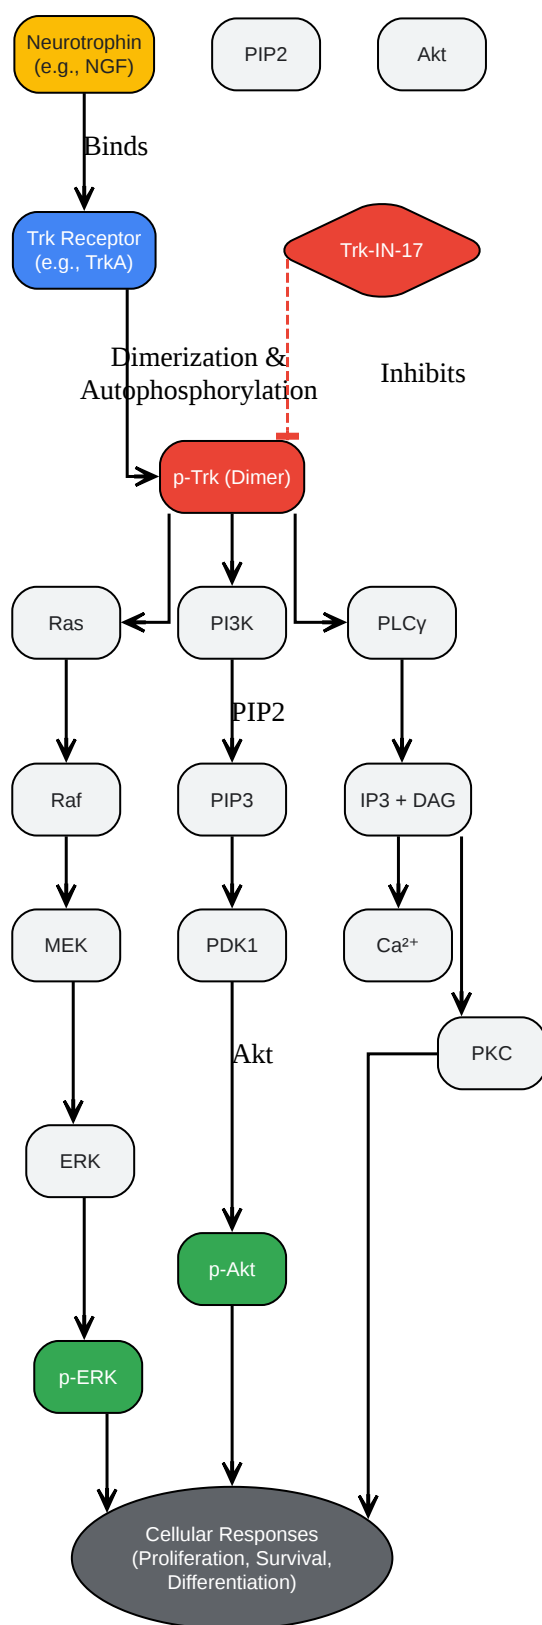 Neurotrophin
(e.g., NGF)
PIP2
Akt
Binds
Trk Receptor
(e.g., TrkA)
Trk-IN-17
Dimerization &
Autophosphorylation
Inhibits
p-Trk (Dimer)
Ras
PI3K
PLCγ
PIP2
Raf
PIP3
IP3 + DAG
MEK
PDK1
Ca²⁺
PKC
Akt
ERK
p-Akt
p-ERK
Cellular Responses
(Proliferation, Survival,
Differentiation)